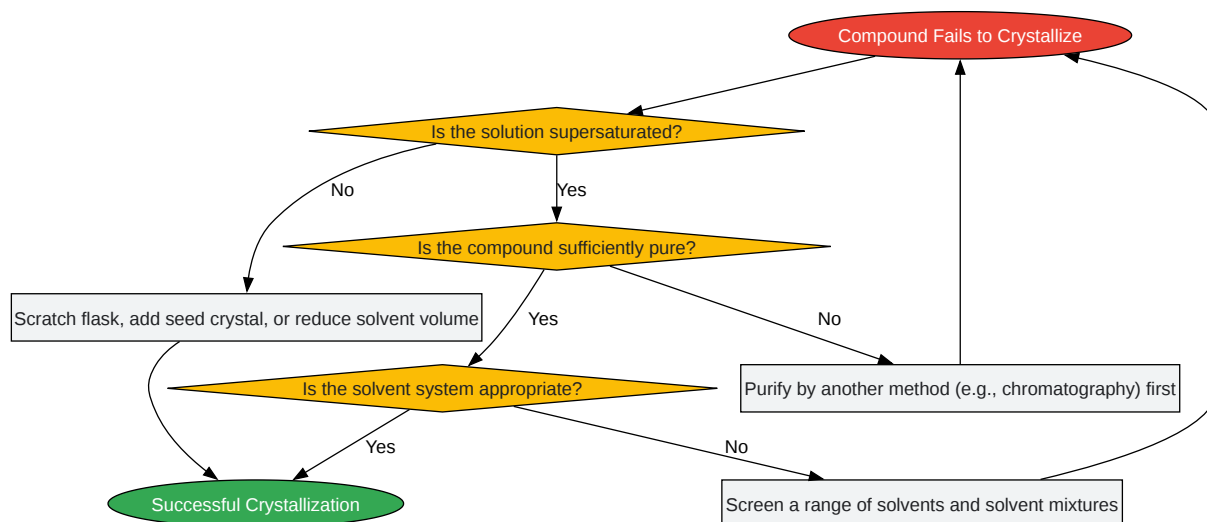 Compound Fails to Crystallize
Is the solution supersaturated?
No
Yes
Is the compound sufficiently pure?
Scratch flask, add seed crystal, or reduce solvent volume
Yes
No
Is the solvent system appropriate?
Purify by another method (e.g., chromatography) first
Yes
No
Successful Crystallization
Screen a range of solvents and solvent mixtures